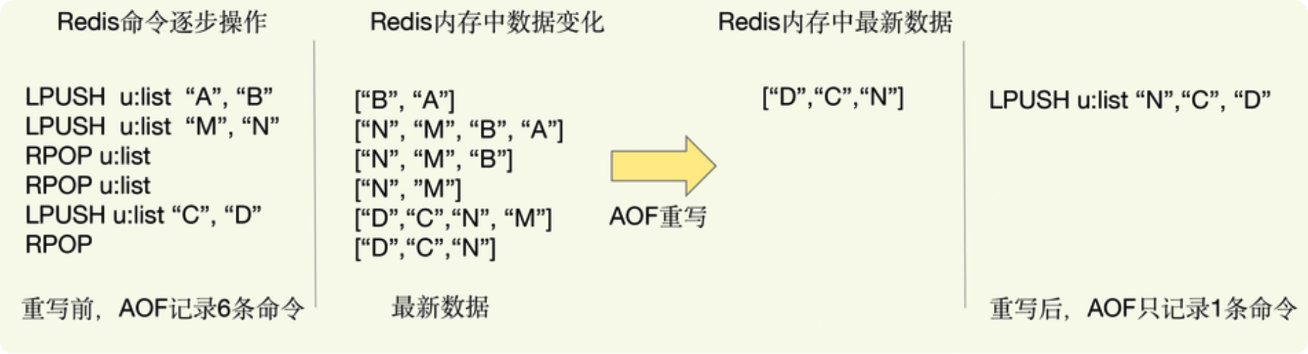 Redis命令逐步操作
LPUSH  u:list  “A”, “B”
LPUSH  u:list  “M”, “N”
RPOP u:list
RPOP u:list
LPUSH u:list “C”, “D”
RPOP
重写前，AOF记录6条命令
Redis内存中数据变化
[“B”, “A”]
[“N”, “M”, “B”, “A”]
[“N”, “M”, “B”]
[“N”, ”M”]
[“D”,“C”,“N”, “M”]
[“D”,“C”,“N”]
最新数据
AOF重写
Redis内存中最新数据
[“D”,“C”,“N”]
LPUSH u:list “N”,“C”, “D”
重写后，AOF只记录1条命令